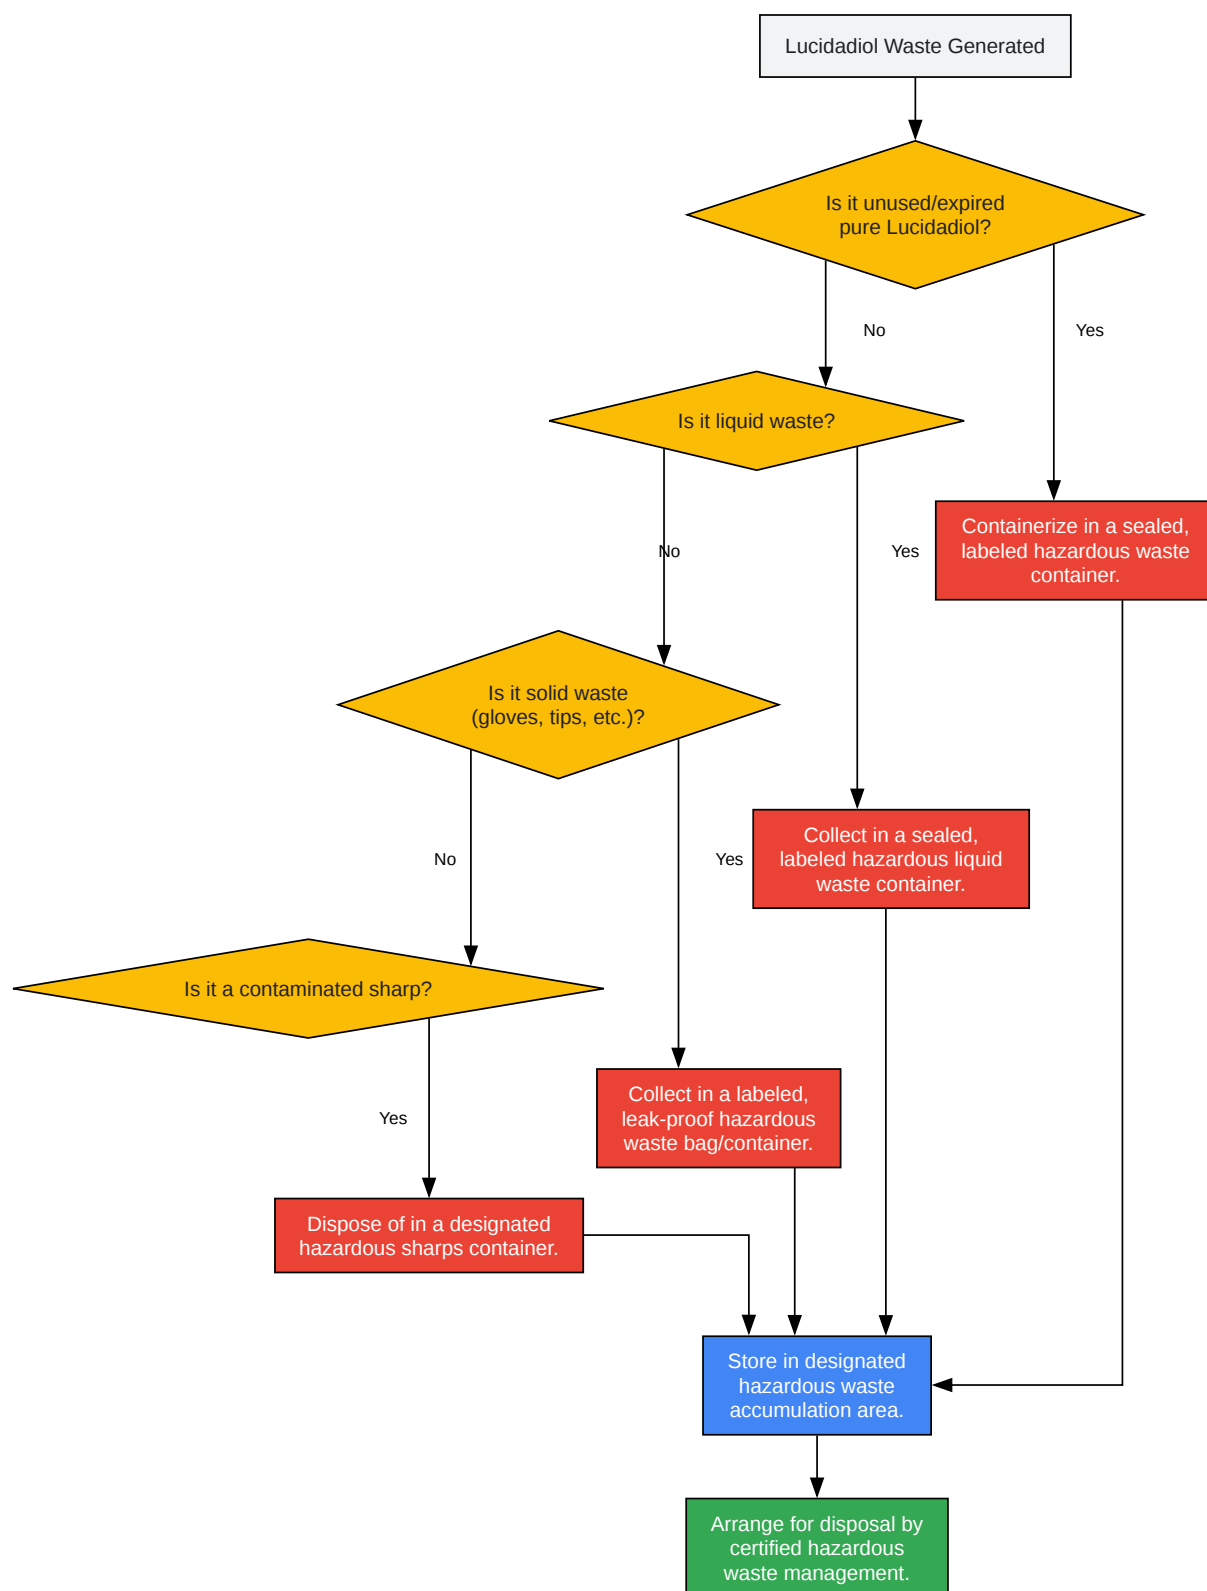 Lucidadiol Waste Generated
Is it unused/expired
pure Lucidadiol?
No
Yes
Is it liquid waste?
No
Yes
Containerize in a sealed,
labeled hazardous waste
container.
Is it solid waste
(gloves, tips, etc.)?
No
Yes
Collect in a sealed,
labeled hazardous liquid
waste container.
Is it a contaminated sharp?
Yes
Collect in a labeled,
leak-proof hazardous
waste bag/container.
Dispose of in a designated
hazardous sharps container.
Store in designated
hazardous waste
accumulation area.
Arrange for disposal by
certified hazardous
waste management.